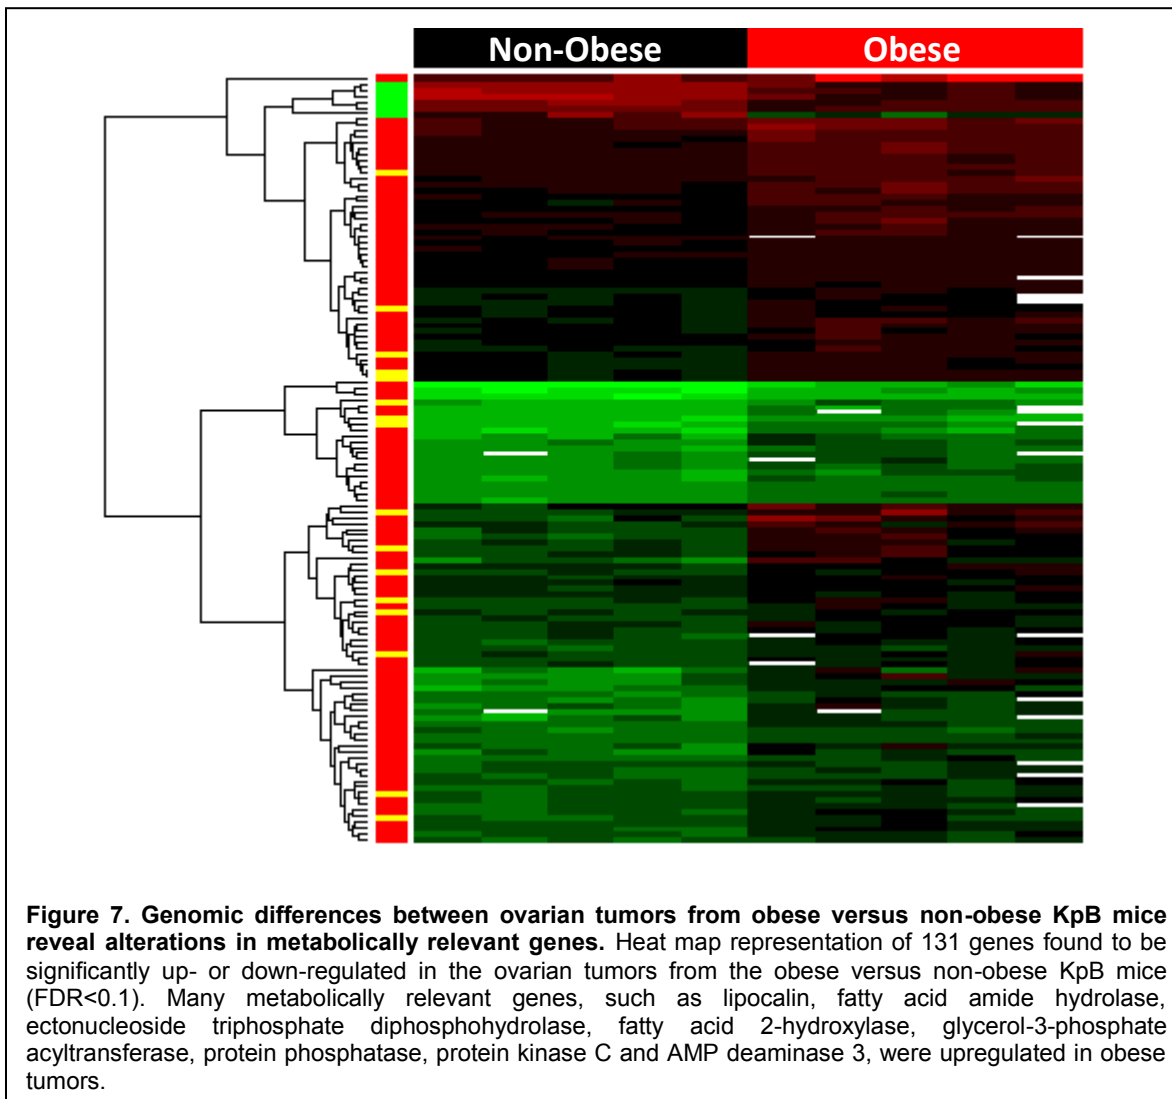 Non-Obese Obese
Figure 7. Genomic differences between ovarian tumors from obese versus non-obese KpB mice
reveal alterations in metabolically relevant genes. Heat map representation of 131 genes found to be
significantly up- or down-regulated in the ovarian tumors from the obese versus non-obese KpB mice
(FDR<0.1). Many metabolically relevant genes, such as lipocalin, fatty acid amide hydrolase,
ectonucleoside triphosphate diphosphohydrolase, fatty acid 2-hydroxylase, glycerol-3-phosphate
acyltransferase, protein phosphatase, protein kinase C and AMP deaminase 3, were upregulated in obese
tumors.